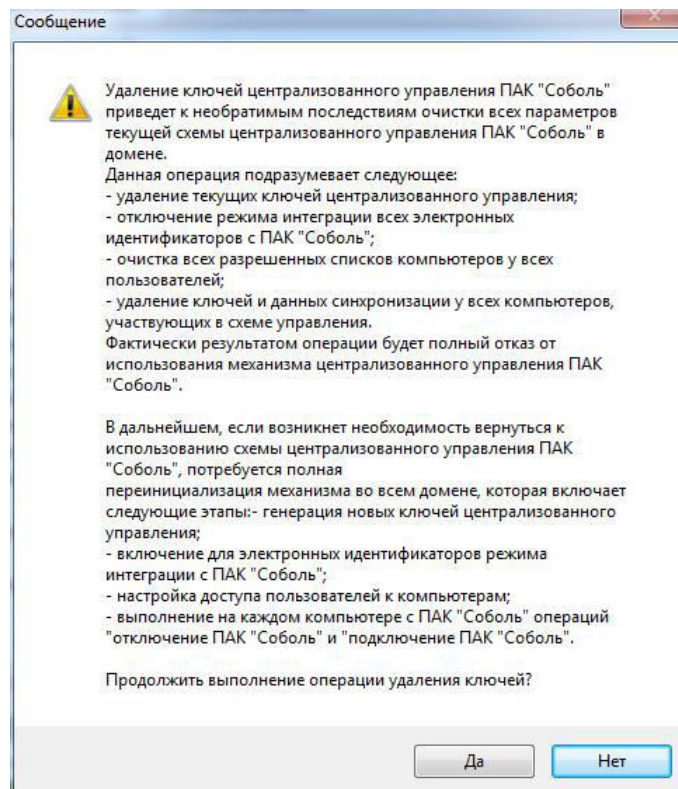 Сообщение
Удаление ключей централизованного управления ПАК "Соболь"
приведет к необратимым последствиям очистки всех параметров
текущей схемы централизованного управления ПАК "Соболь" в
домене.
Данная операция подразумевает следующее:
- удаление текущих ключей централизованного управления;
- отключение режима интеграции всех электронных
идентификаторов с ПАК "Соболь";
- очистка всех разрешенных списков компьютеров у всех
пользователей;
- удаление ключей и данных синхронизации у всех компьютеров,
участвующих в схеме управления.
Фактически результатом операции будет полный отказ от
использования механизма централизованного управления ПАК
"Соболь".
В дальнейшем, если возникнет необходимость вернуться к
использованию схемы централизованного управления ПАК
"Соболь", потребуется полная
переинициализация механизма во всем домене, которая включает
следующие этапы:- генерация новых ключей централизованного
управления;
- включение для электронных идентификаторов режима
интеграции с ПАК "Соболь";
- настройка доступа пользователей к компьютерам;
- выполнение на каждом компьютере с ПАК "Соболь" операций
"отключение ПАК "Соболь" и "подключение ПАК "Соболь".
Продолжить выполнение операции удаления ключей?
Да
Нет